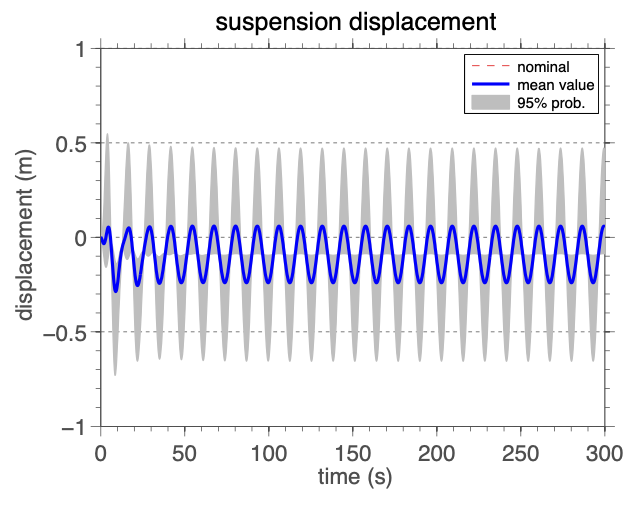 suspension displacement
nominal
mean value
95% prob.
displacement (m)
1
0.5
0
−0.5
−1
0 50 100 150 200 250 300
time (s)